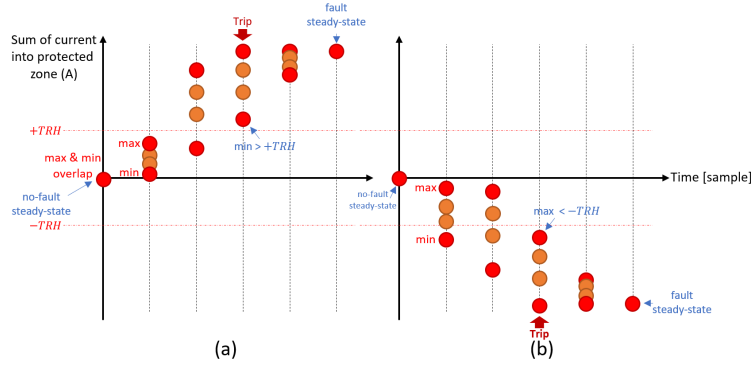 Sum of current
into protected
zone (A)
Trip
fault
steady-state
+TRH
max
max & min
overlap
min
min > +TRH
no-fault
steady-state
−TRH
(a)
Time [sample]
max
no-fault
steady-state
max < −TRH
min
fault
steady-state
Trip
(b)